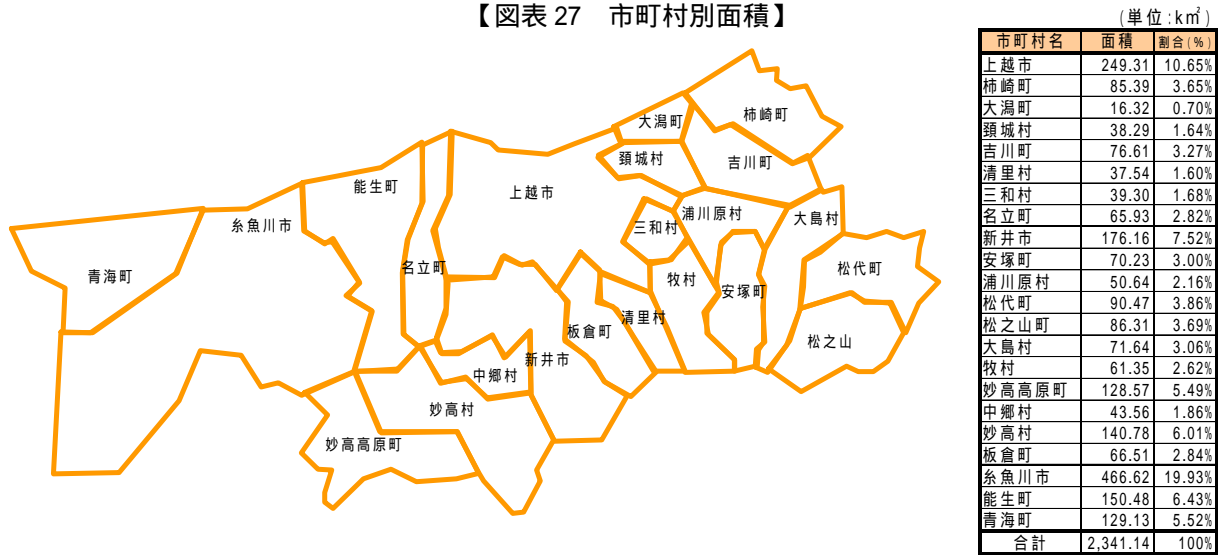 【図表 27 市町村別面積】
(単位:k㎡)
柿崎町
大潟町
頚城村
吉川町
能生町
上越市
糸魚川市
浦川原村
大島村
三和村
青海町
名立町
牧村
松代町
安塚町
清里村
板倉町
松之山
新井市
中郷村
妙高村
妙高高原町
市町村名 面積 割合(%)
上越市 249.31 10.65%
柿崎町 85.39 3.65%
大潟町 16.32 0.70%
頚城村 38.29 1.64%
吉川町 76.61 3.27%
清里村 37.54 1.60%
三和村 39.30 1.68%
名立町 65.93 2.82%
新井市 176.16 7.52%
安塚町 70.23 3.00%
浦川原村 50.64 2.16%
松代町 90.47 3.86%
松之山町 86.31 3.69%
大島村 71.64 3.06%
牧村 61.35 2.62%
妙高高原町 128.57 5.49%
中郷村 43.56 1.86%
妙高村 140.78 6.01%
板倉町 66.51 2.84%
糸魚川市 466.62 19.93%
能生町 150.48 6.43%
青海町 129.13 5.52%
合計 2,341.14 100%